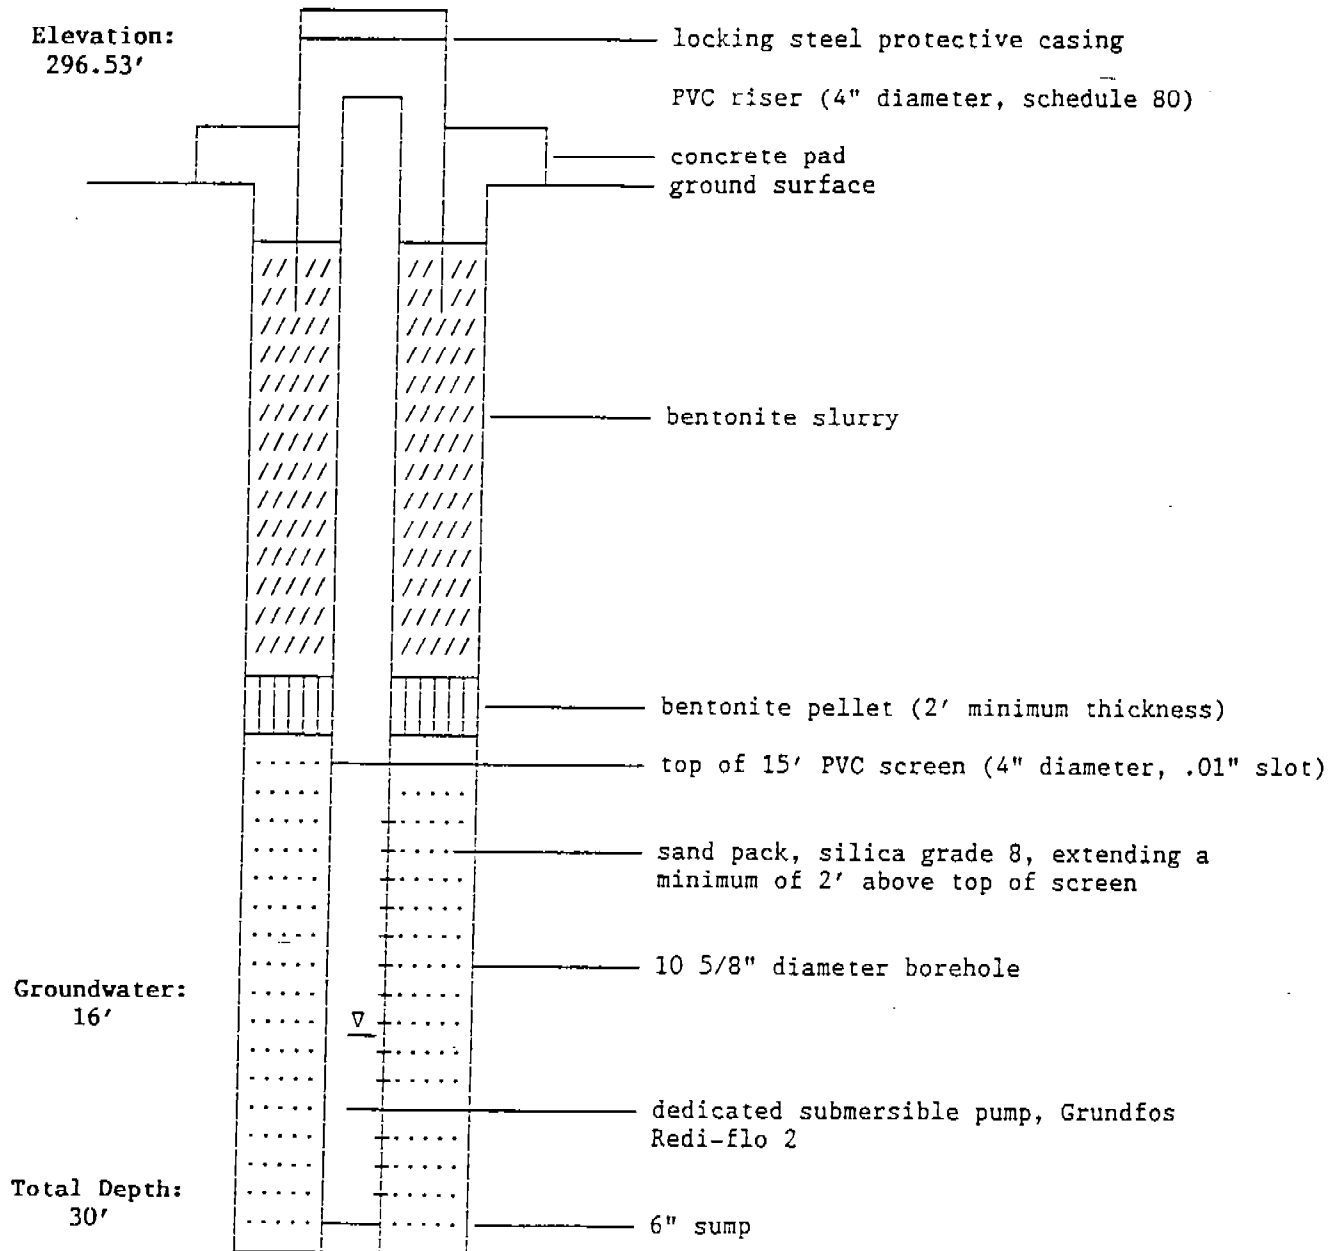 Elevation:
296.53'
locking steel protective casing
PVC riser (4" diameter, schedule 80)
concrete pad
ground surface
bentonite slurry
bentonite pellet (2' minimum thickness)
top of 15' PVC screen (4" diameter, .01" slot)
sand pack, silica grade 8, extending a
minimum of 2' above top of screen
10 5/8" diameter borehole
Groundwater:
16'
dedicated submersible pump, Grundfos
Redi-flo 2
Total Depth:
30'
6" sump